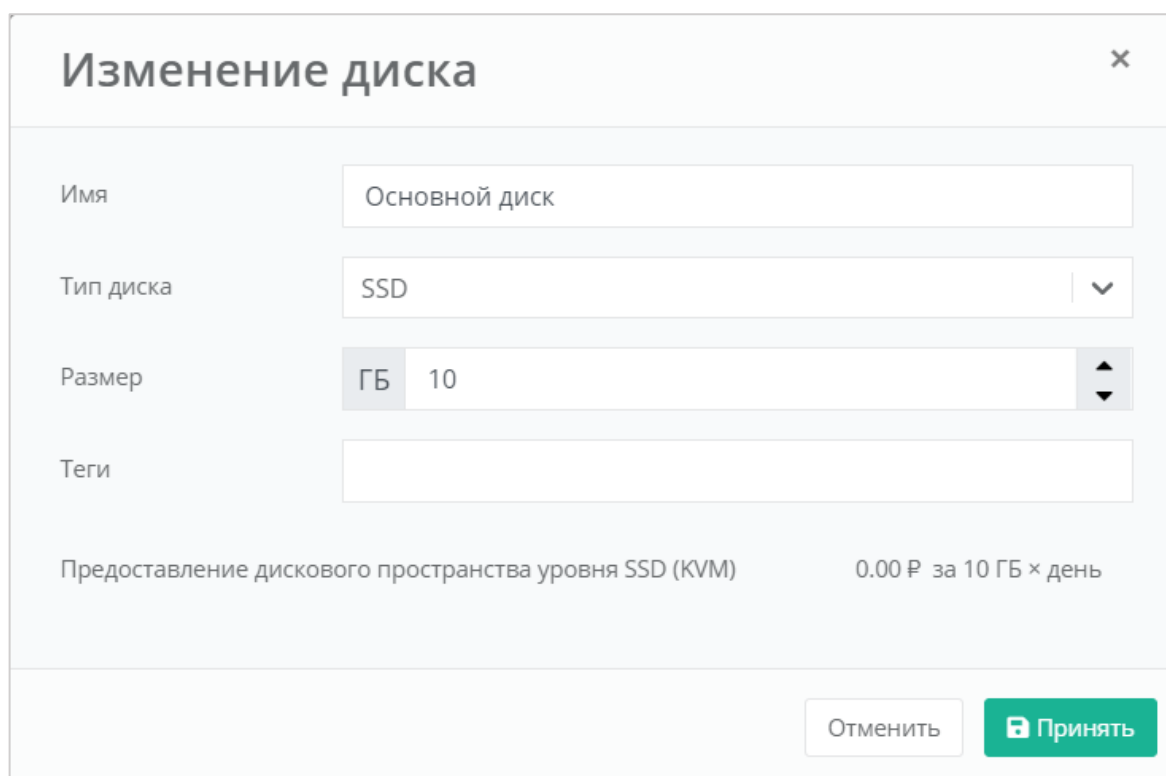 Изменение диска ×
Имя Основной диск
Тип диска SSD
Размер ГБ 10
Теги
Предоставление дискового пространства уровня SSD (KVM) 0.00 ₽ за 10 ГБ × день
Отменить Принять